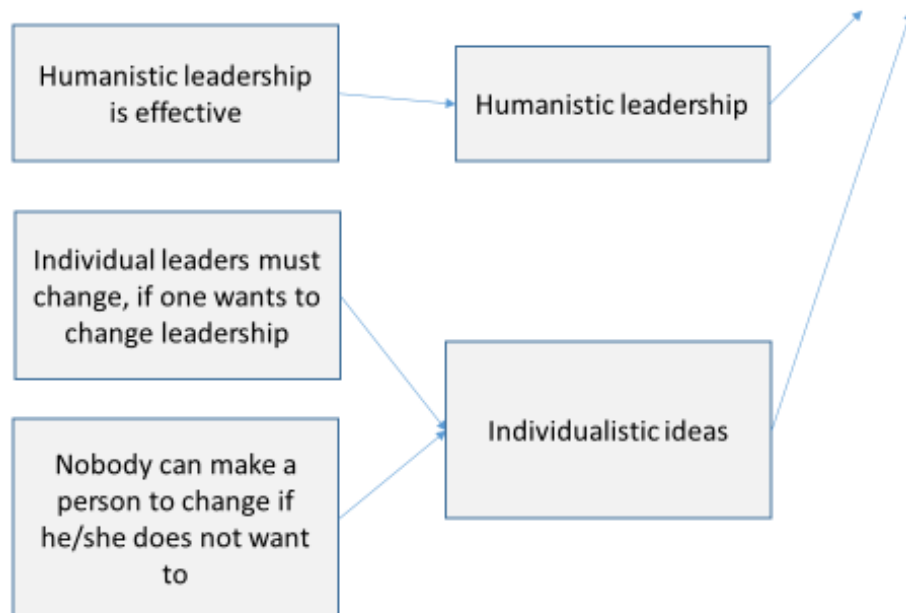 Humanistic leadership
is effective
Humanistic leadership
Individual leaders must
change, if one wants to
change leadership
Individualistic ideas
Nobody can make a
person to change if
he/she does not want
to